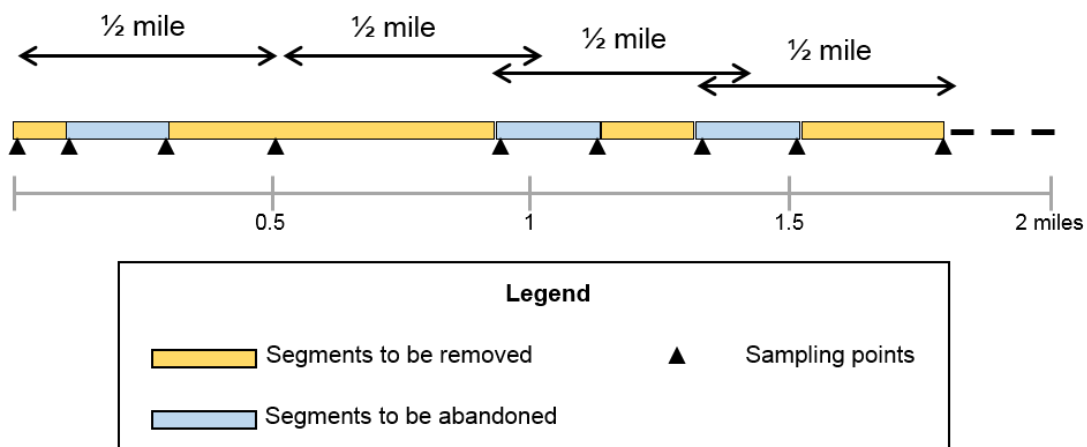 ½ mile
½ mile
½ mile
½ mile
0.5
1
1.5
2 miles
Legend
Segments to be removed
Sampling points
Segments to be abandoned